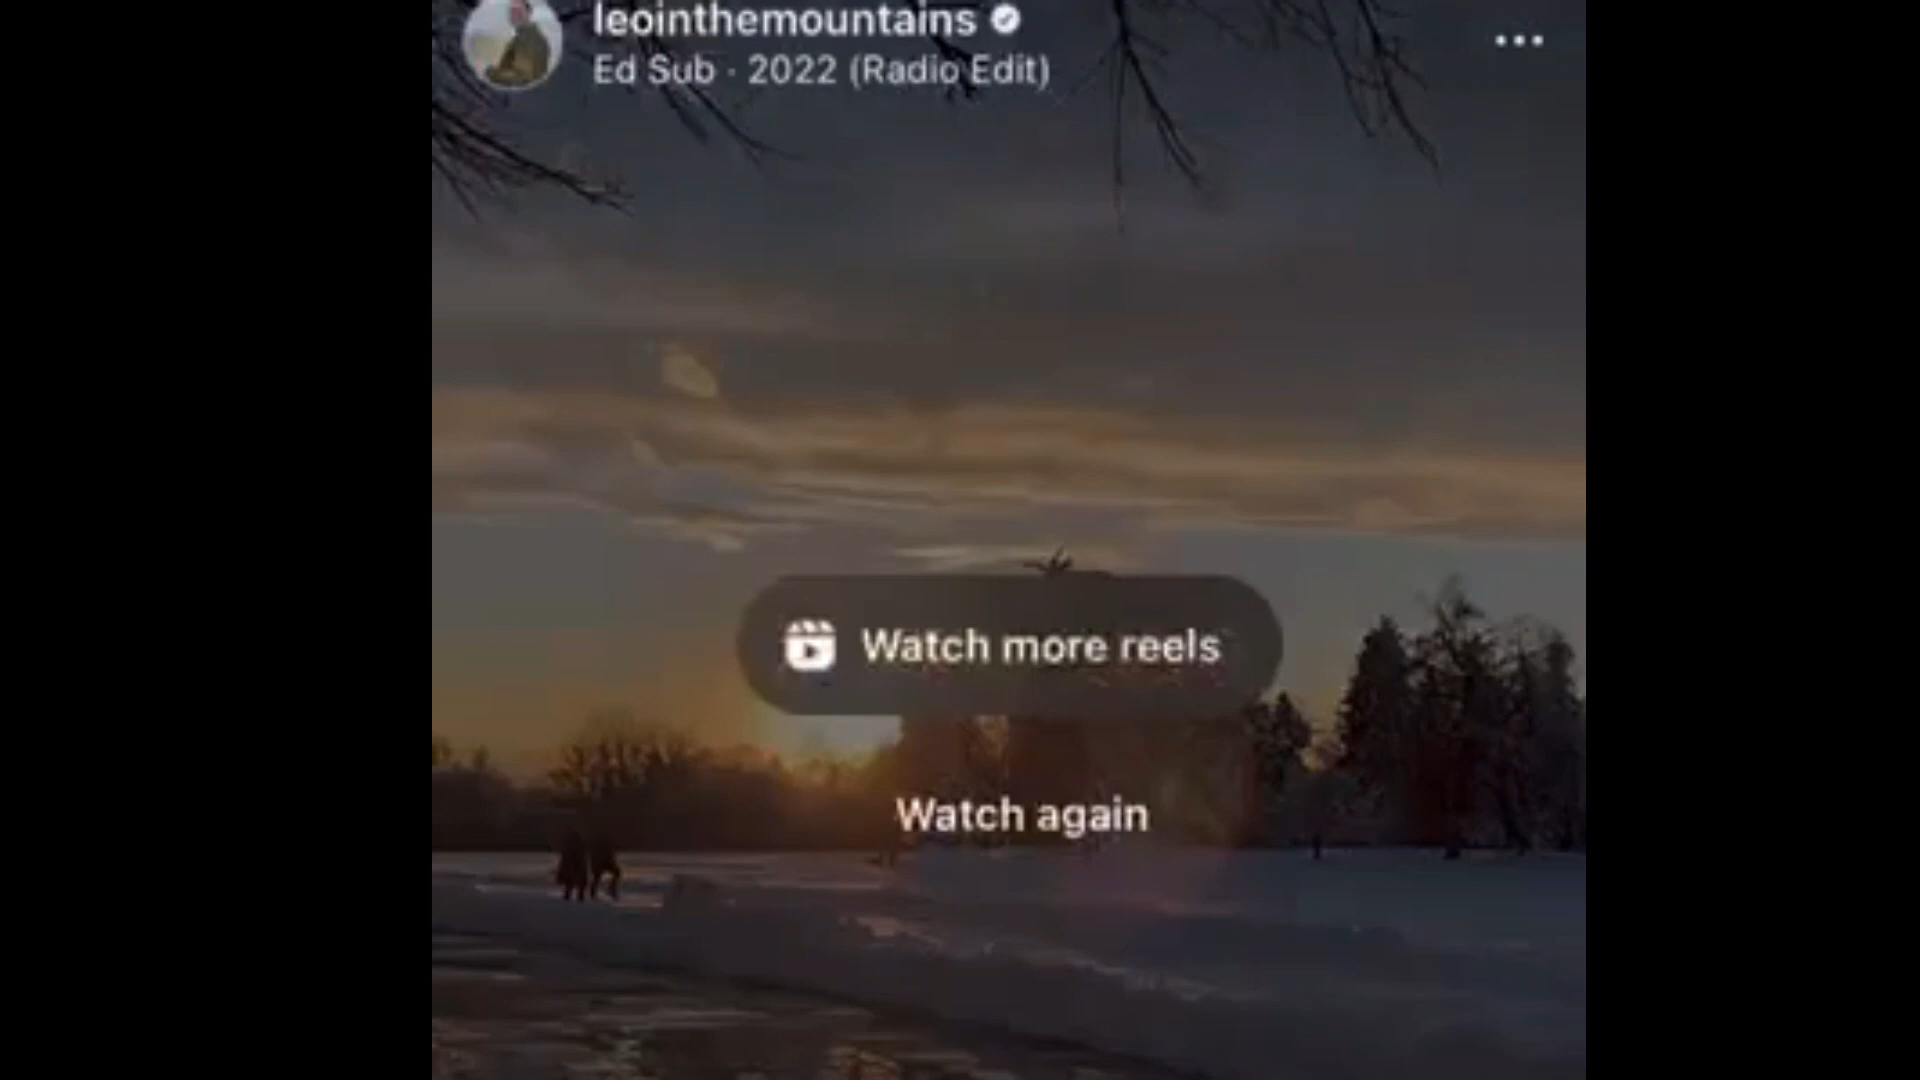 leointhemountains
Ed Sub · 2022 (Radio Edit)
Watch more reels
Watch again